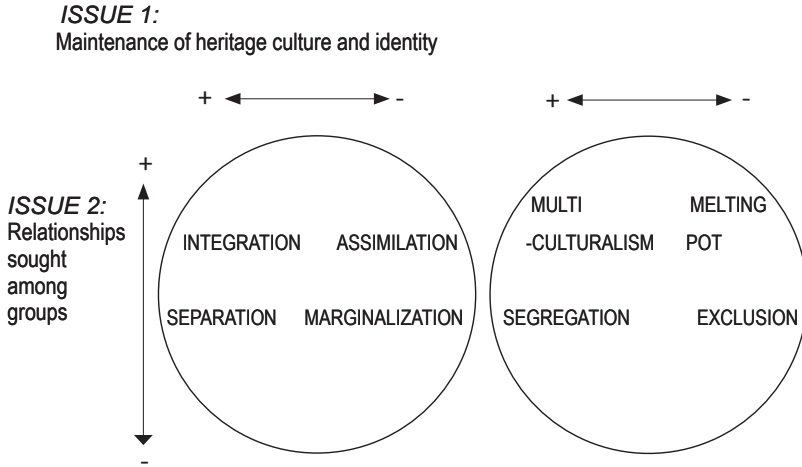 ISSUE 1:
Maintenance of heritage culture and identity
+ -
+ -
+
ISSUE 2:
Relationships
sought
among
groups
-
INTEGRATION ASSIMILATION
SEPARATION MARGINALIZATION
MULTI MELTING
-CULTURALISM POT
SEGREGATION EXCLUSION